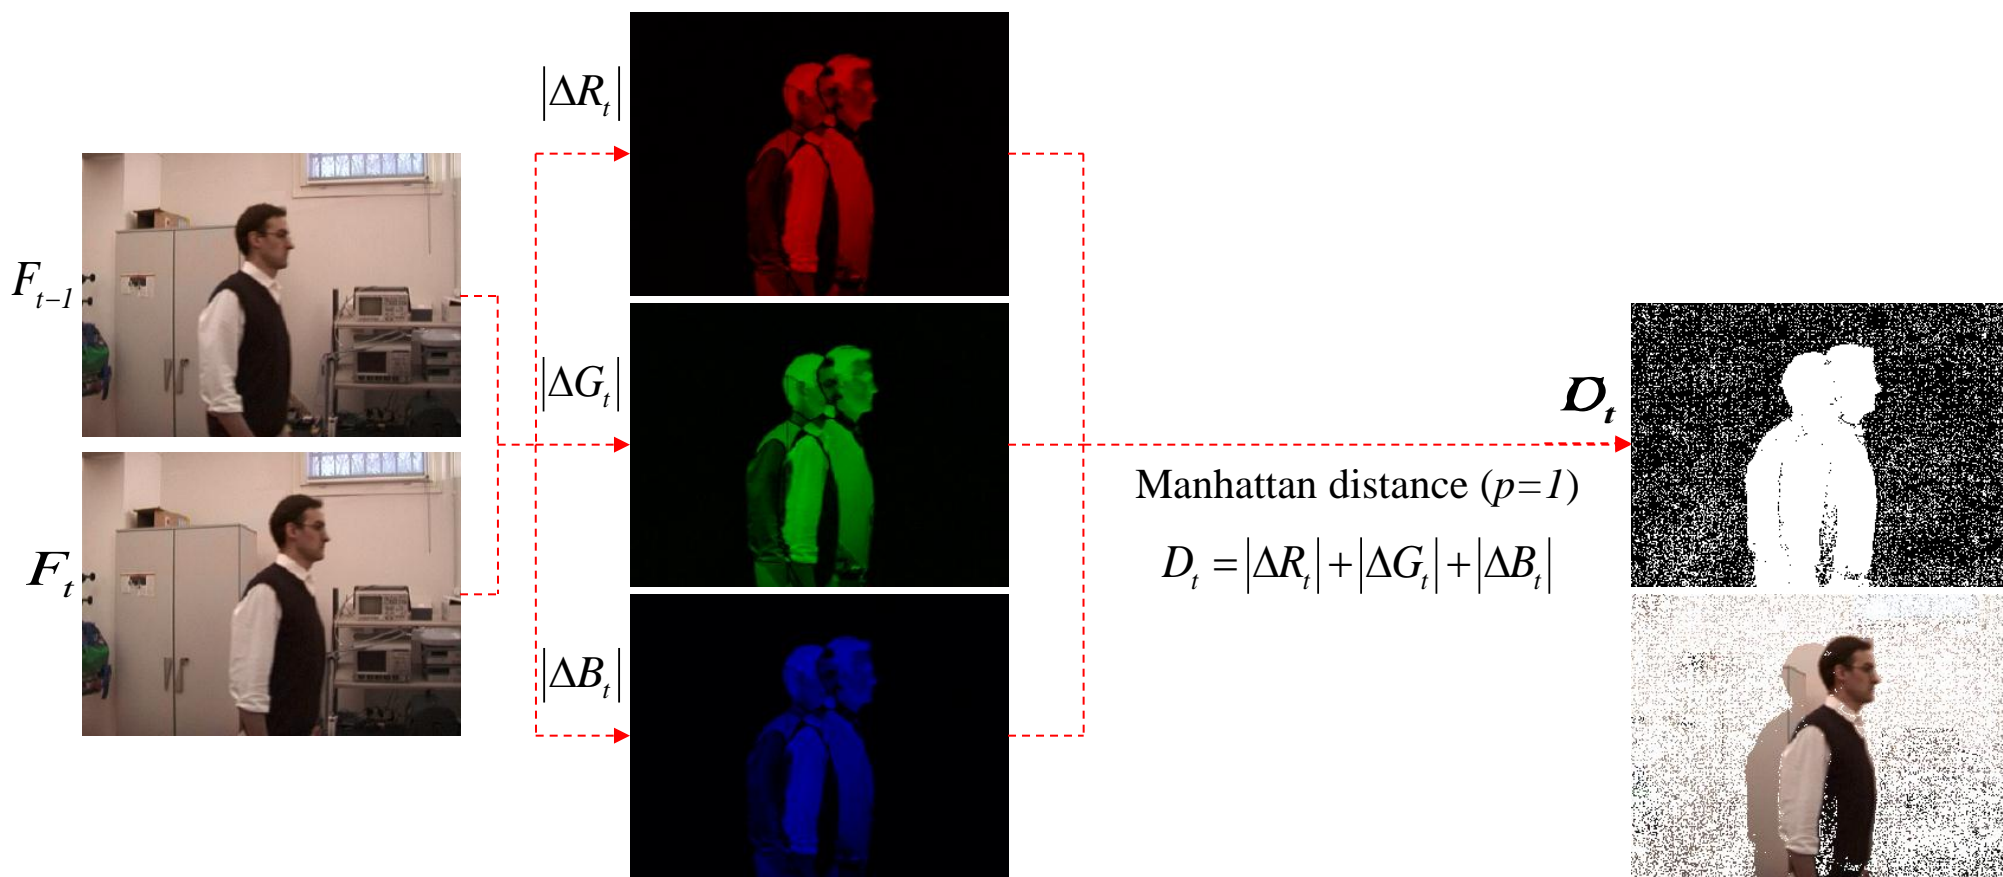 |ΔR_t|
F_{t-1}
|ΔG_t|
D_t
Manhattan distance (p=1)
D_t = |ΔR_t| + |ΔG_t| + |ΔB_t|
F_t
|ΔB_t|